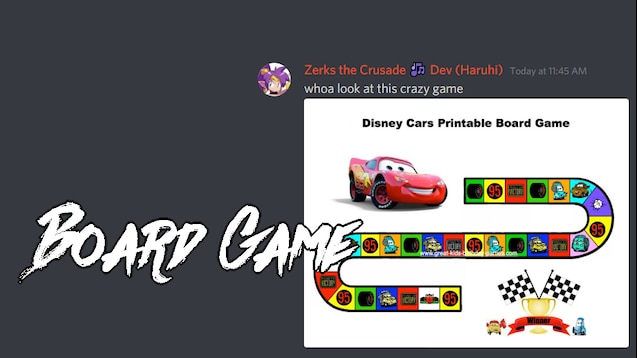 Zerks the Crusade 🎶 Dev (Haruhi) Today at 11:45 AM
whoa look at this crazy game
Disney Cars Printable Board Game
BOARD GAME
95
95
95
95
95
Winner